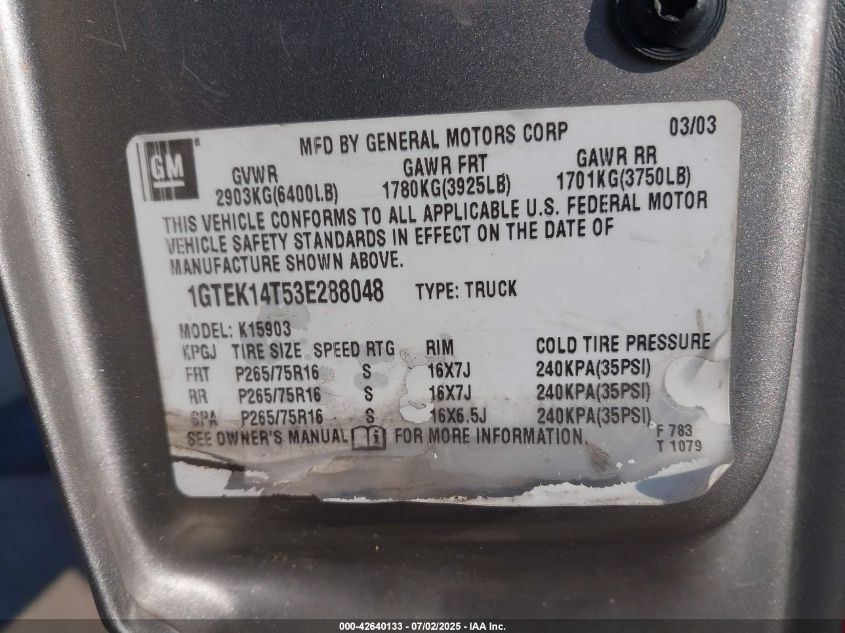 GM ®
MFD BY GENERAL MOTORS CORP 03/03
GVWR GAWR FRT GAWR RR
2903KG(6400LB) 1780KG(3925LB) 1701KG(3750LB)
THIS VEHICLE CONFORMS TO ALL APPLICABLE U.S. FEDERAL MOTOR
VEHICLE SAFETY STANDARDS IN EFFECT ON THE DATE OF
MANUFACTURE SHOWN ABOVE.
1GTEK14T53E288048 TYPE: TRUCK
MODEL: K15903
KPGJ TIRE SIZE SPEED RTG RIM COLD TIRE PRESSURE
FRT P265/75R16 S 16X7J 240KPA(35PSI)
RR P265/75R16 S 16X7J 240KPA(35PSI)
SPA P265/75R16 S 16X6.5J 240KPA(35PSI)
SEE OWNER'S MANUAL FOR MORE INFORMATION.
F 783
T 1079
000-42640133 - 07/02/2025 - IAA Inc.